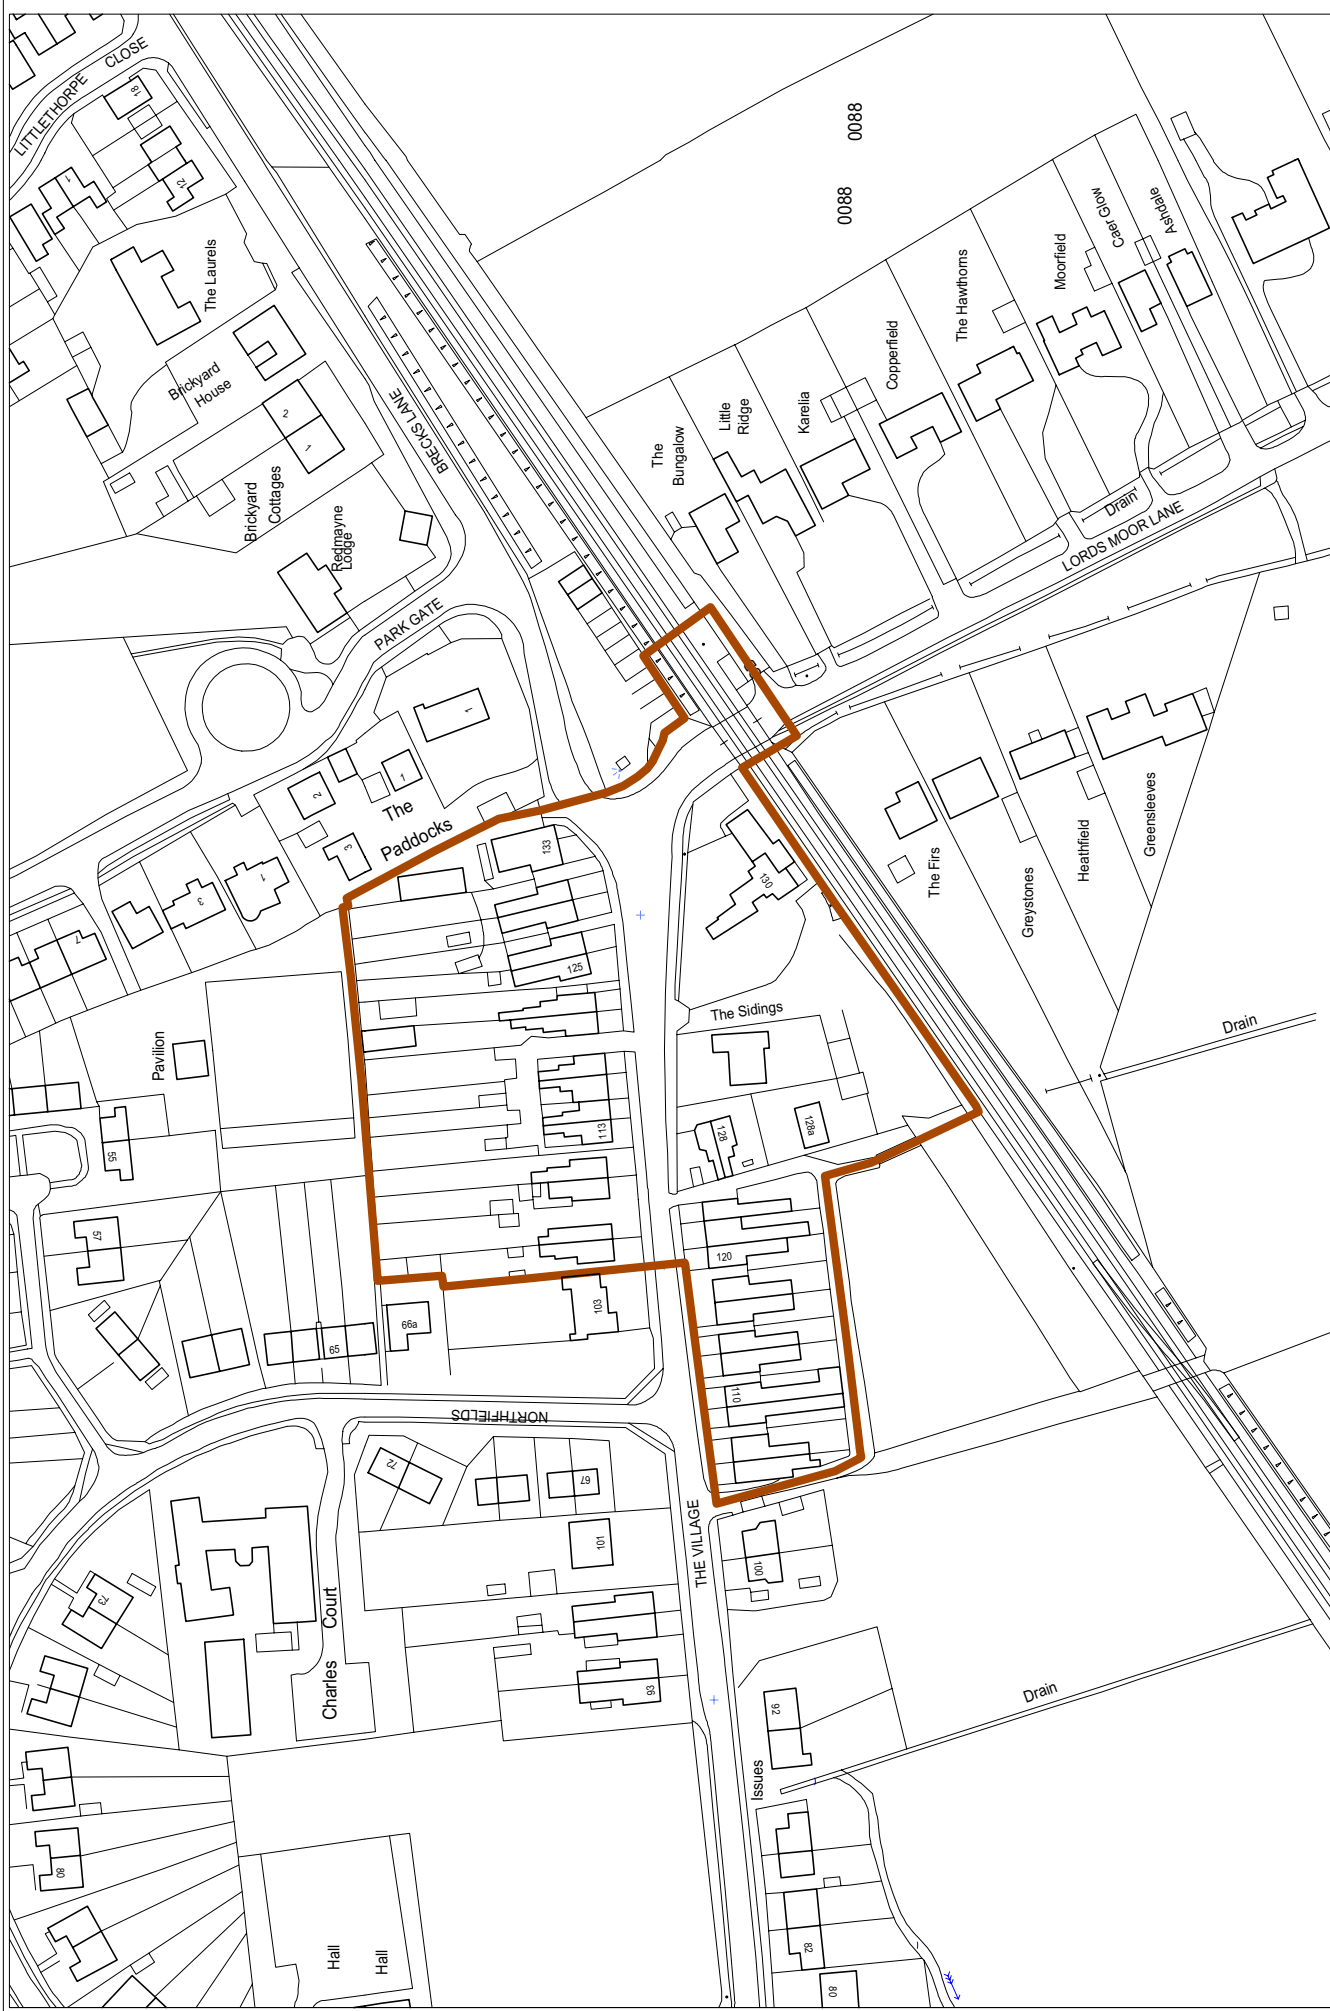 LITTLETHORPE CLOSE
18
12
1
0088
0088
The Laurels
Caer Glow
Ashdale
Moorfield
The Hawthorns
Copperfield
Karelia
Little
Ridge
The
Bungalow
Brickyard
House
BRECKS LANE
2
1
Brickyard
Cottages
Redmayne
Lodge
Drain
LORDS MOOR LANE
PARK GATE
1
1
2
3
The
Paddocks
133
130
The Firs
Greystones
Heathfield
Greensleeves
1
3
7
125
The Sidings
Drain
Pavilion
55
113
128
128a
57
120
103
66a
65
110
NORTHFIELDS
72
67
THE VILLAGE
101
100
73
Charles Court
93
Drain
92
Issues
80
Hall
Hall
82
80